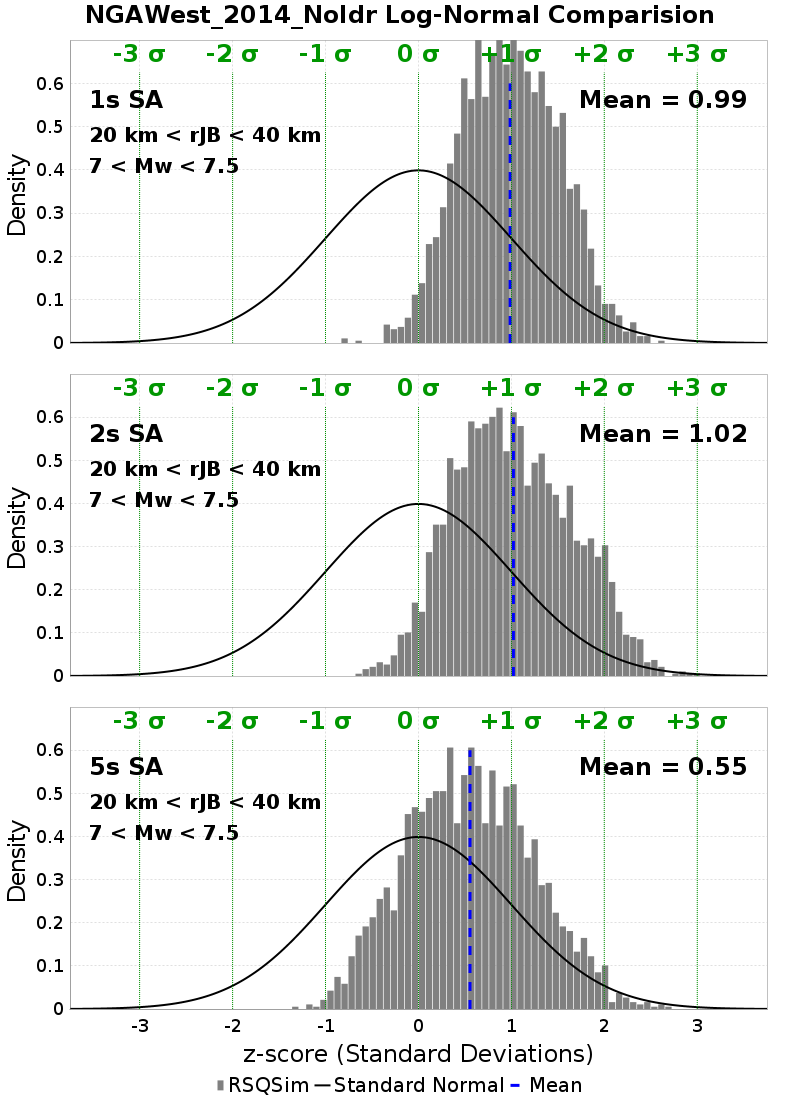 NGAWest_2014_NoIdr Log-Normal Comparision
-3 σ -2 σ -1 σ 0 σ +1 σ +2 σ +3 σ
1s SA
Mean = 0.99
20 km < rJB < 40 km
7 < Mw < 7.5
Density
0.6
0.5
0.4
0.3
0.2
0.1
0
-3 σ -2 σ -1 σ 0 σ +1 σ +2 σ +3 σ
2s SA
Mean = 1.02
20 km < rJB < 40 km
7 < Mw < 7.5
Density
0.6
0.5
0.4
0.3
0.2
0.1
0
-3 σ -2 σ -1 σ 0 σ +1 σ +2 σ +3 σ
5s SA
Mean = 0.55
20 km < rJB < 40 km
7 < Mw < 7.5
Density
0.6
0.5
0.4
0.3
0.2
0.1
0
-3 -2 -1 0 1 2 3
z-score (Standard Deviations)
RSQSim Standard Normal Mean